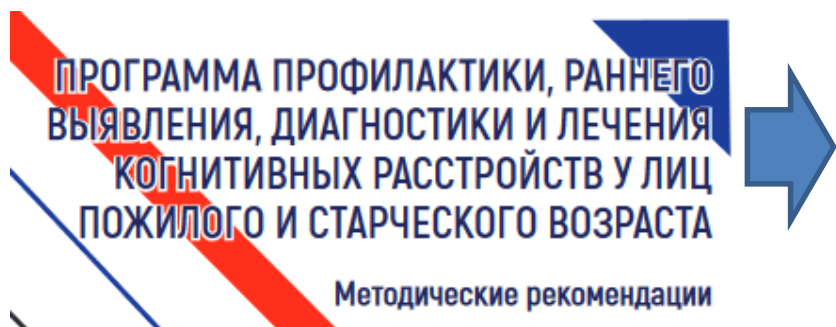 ПРОГРАММА ПРОФИЛАКТИКИ, РАННЕГО
ВЫЯВЛЕНИЯ, ДИАГНОСТИКИ И ЛЕЧЕНИЯ
КОГНИТИВНЫХ РАССТРОЙСТВ У ЛИЦ
ПОЖИЛОГО И СТАРЧЕСКОГО ВОЗРАСТА
Методические рекомендации